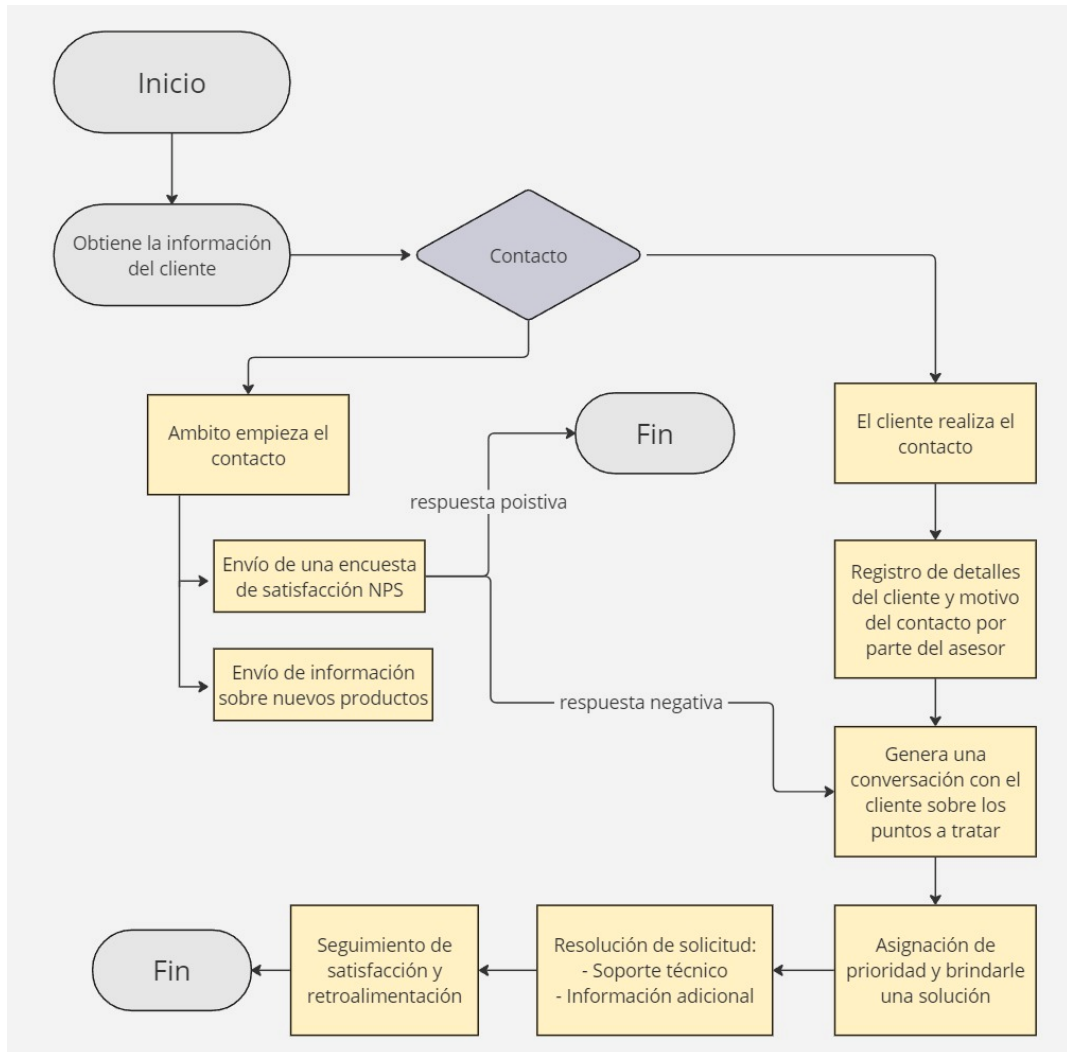 Inicio
Obtiene la información
del cliente
Contacto
Ambito empieza el
contacto
Fin
El cliente realiza el
contacto
respuesta poistiva
Envío de una encuesta
de satisfacción NPS
Registro de detalles
del cliente y motivo
del contacto por
parte del asesor
Envío de información
sobre nuevos productos
respuesta negativa
Genera una
conversación con el
cliente sobre los
puntos a tratar
Fin
Seguimiento de
satisfacción y
retroalimentación
Resolución de solicitud:
- Soporte técnico
- Información adicional
Asignación de
prioridad y brindarle
una solución